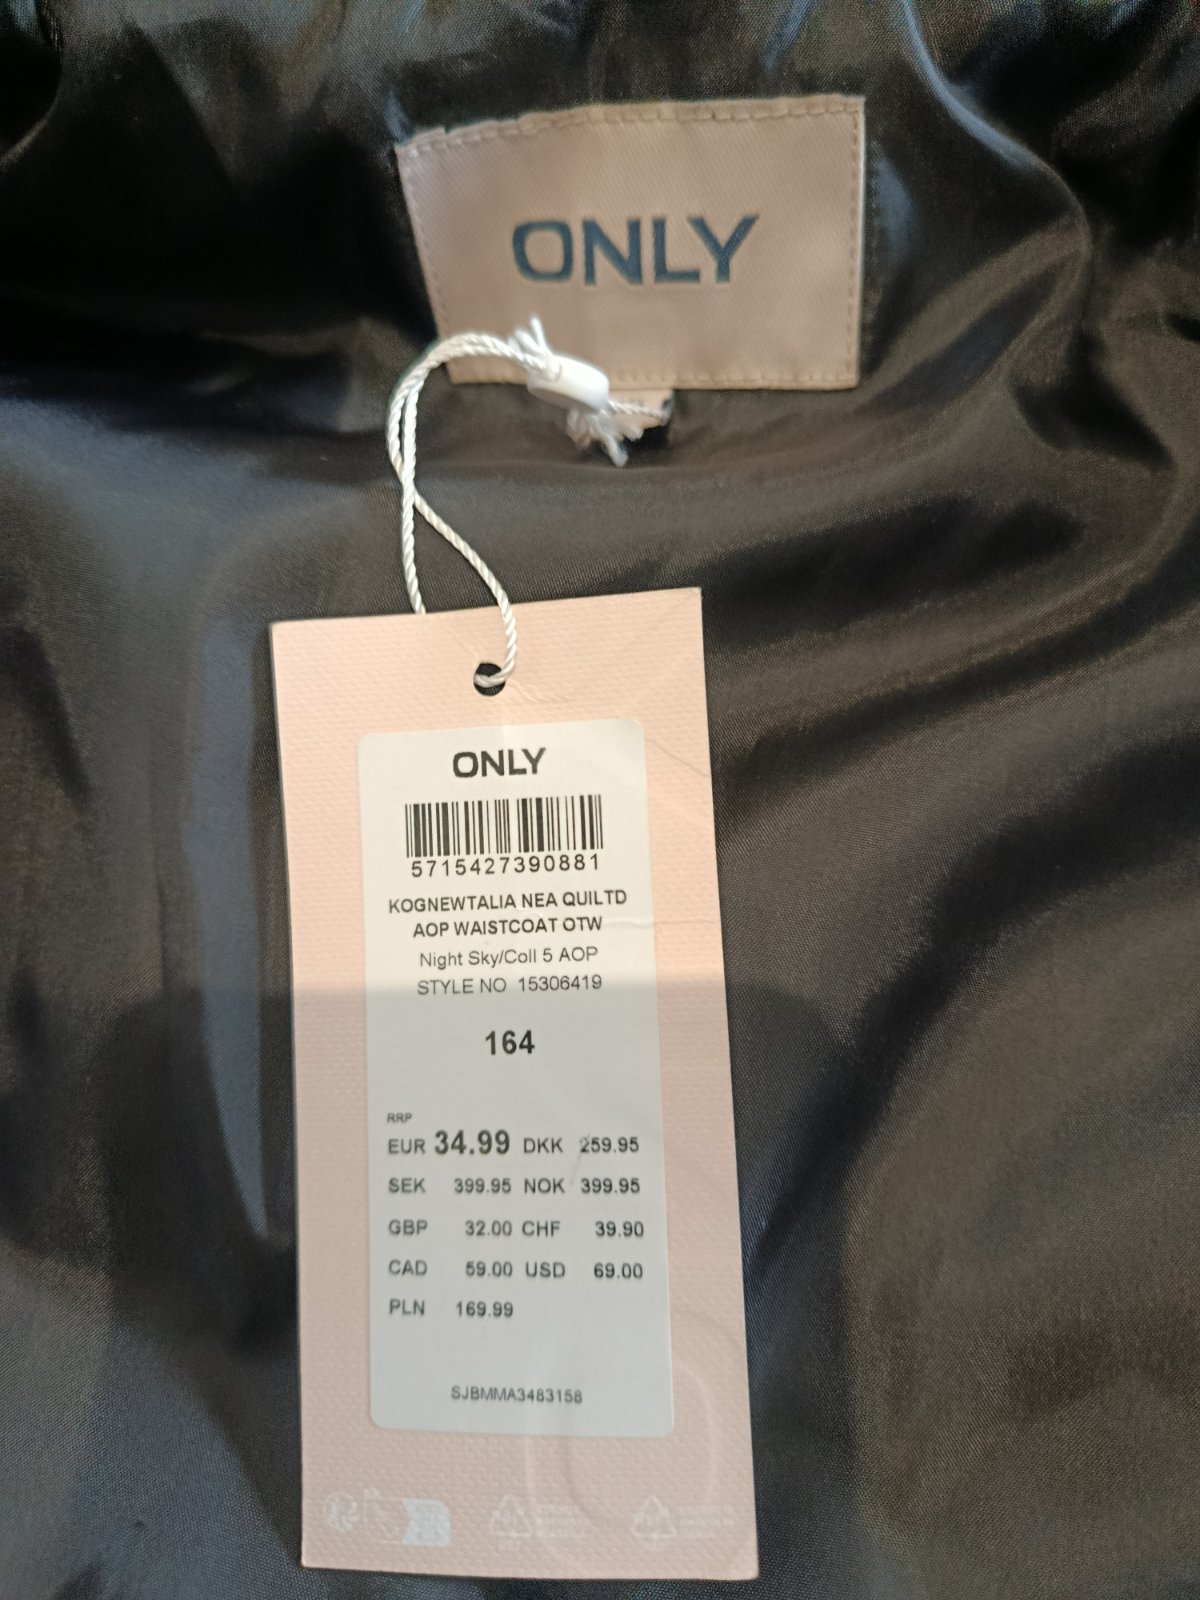 ONLY
ONLY
5715427390881
KOGNEWTALIA NEA QUILTD
AOP WAISTCOAT OTW
Night Sky/Coll 5 AOP
STYLE NO 15306419
164
RRP
EUR 34.99 DKK 259.95
SEK 399.95 NOK 399.95
GBP 32.00 CHF 39.90
CAD 59.00 USD 69.00
PLN 169.99
SJBMMA3483158